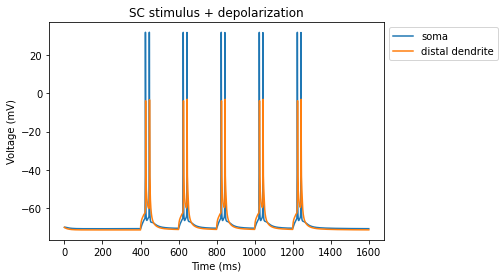 SC stimulus + depolarization
soma
distal dendrite
Voltage (mV)
20
0
−20
−40
−60
0 200 400 600 800 1000 1200 1400 1600
Time (ms)